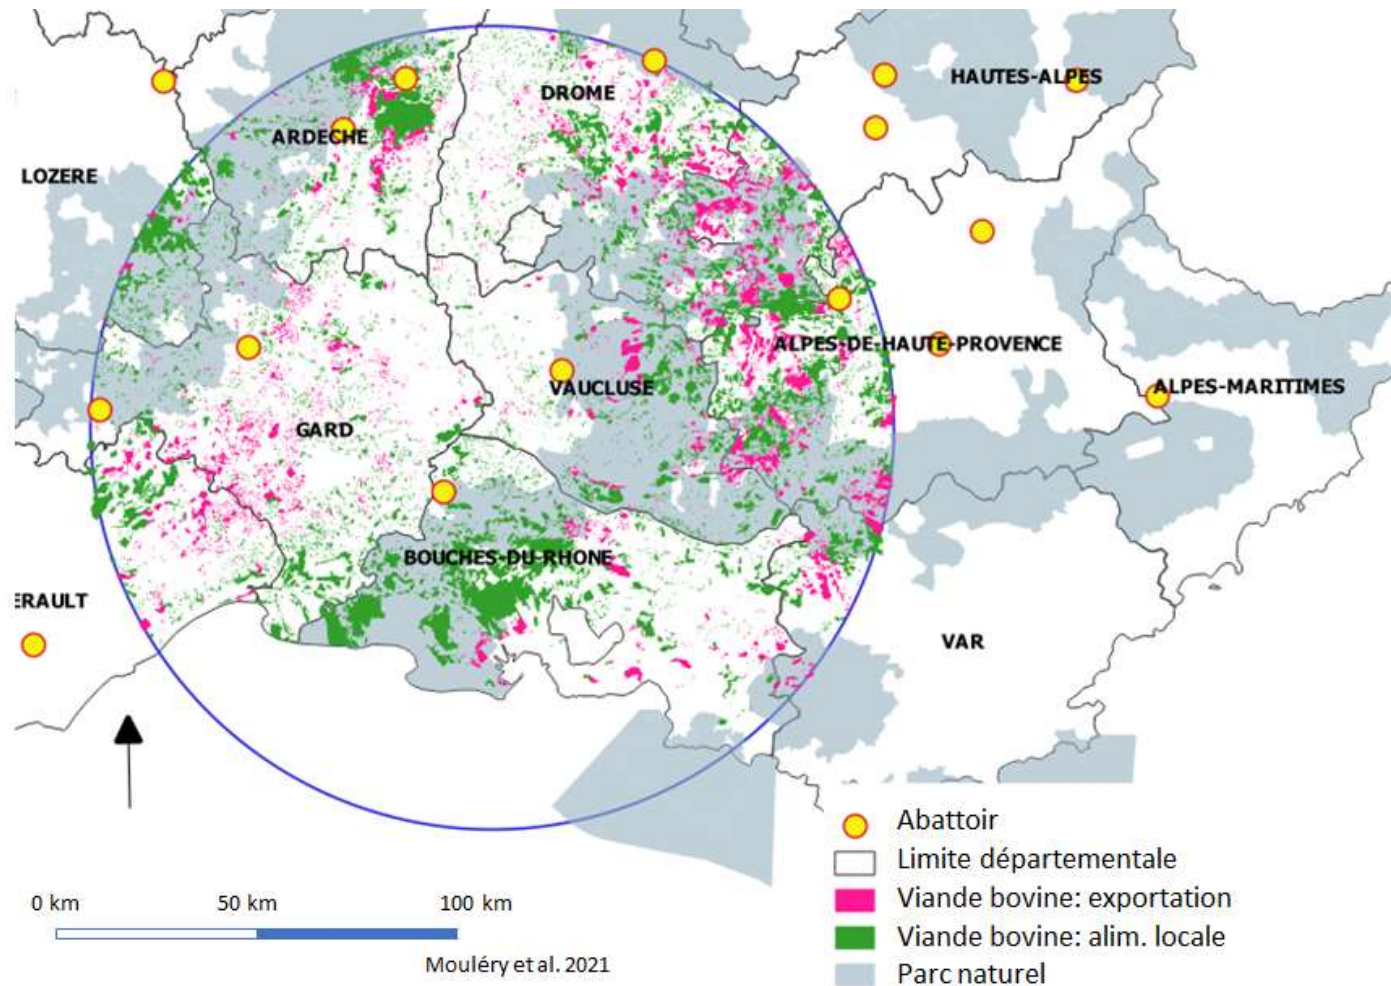 HAUTES-ALPES
DROME
ARDECHE
LOZERE
ALPES-DE-HAUTE-PROVENCE
VAUCLUSE
ALPES-MARITIMES
GARD
BOUCHES-DU-RHONE
ERAULT
VAR
Abattoir
Limite départementale
Viande bovine: exportation
Viande bovine: alim. locale
Parc naturel
0 km 50 km 100 km
Mouléry et al. 2021